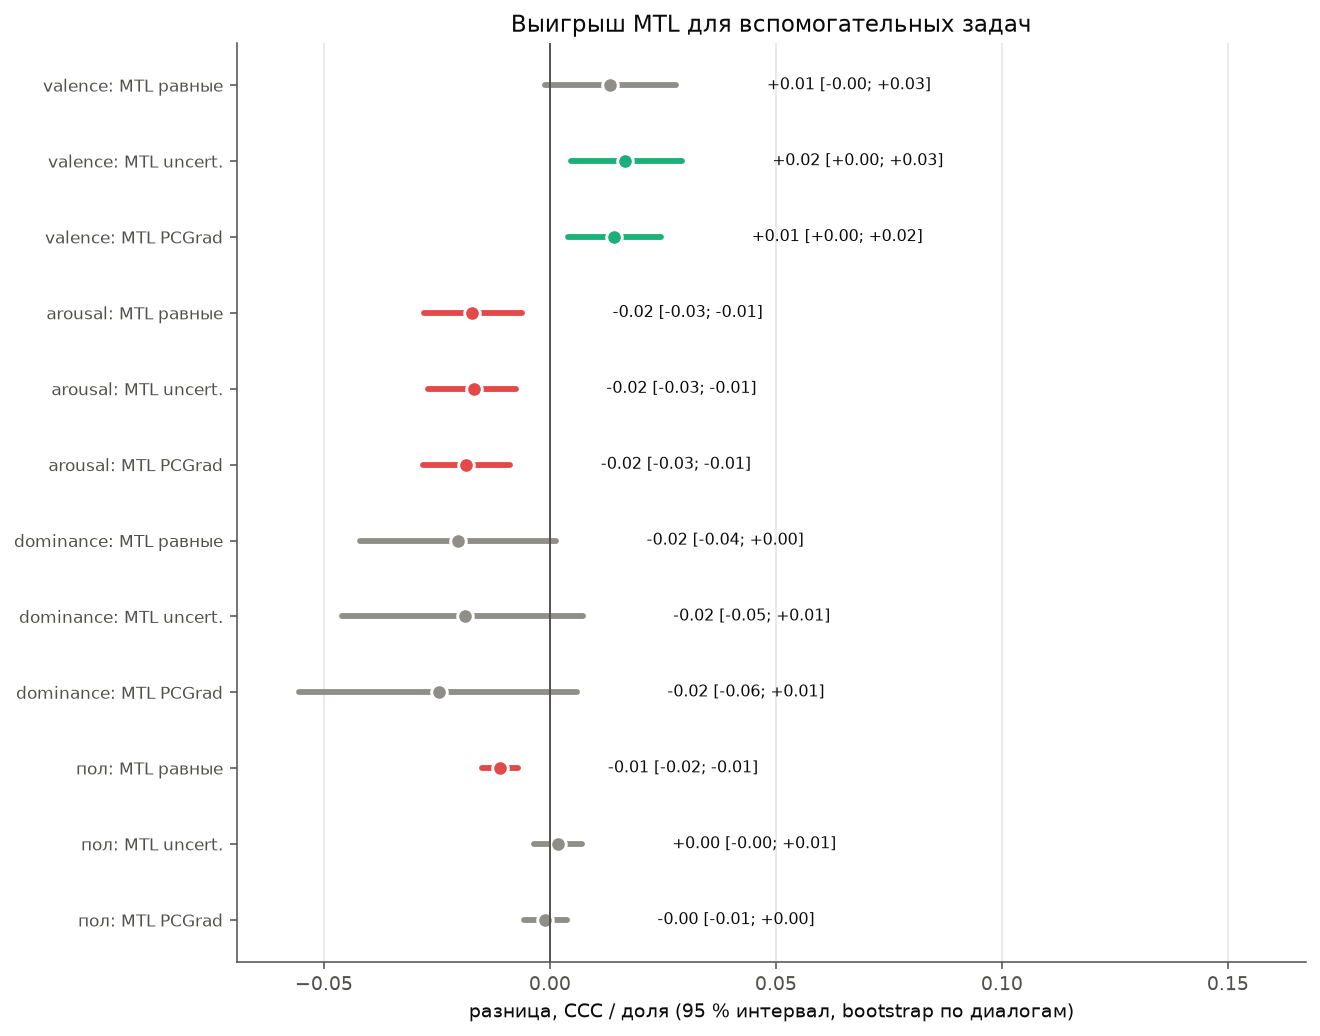 Выигрыш MTL для вспомогательных задач
valence: MTL равные +0.01 [-0.00; +0.03]
valence: MTL uncert. +0.02 [+0.00; +0.03]
valence: MTL PCGrad +0.01 [+0.00; +0.02]
arousal: MTL равные -0.02 [-0.03; -0.01]
arousal: MTL uncert. -0.02 [-0.03; -0.01]
arousal: MTL PCGrad -0.02 [-0.03; -0.01]
dominance: MTL равные -0.02 [-0.04; +0.00]
dominance: MTL uncert. -0.02 [-0.05; +0.01]
dominance: MTL PCGrad -0.02 [-0.06; +0.01]
пол: MTL равные -0.01 [-0.02; -0.01]
пол: MTL uncert. +0.00 [-0.00; +0.01]
пол: MTL PCGrad -0.00 [-0.01; +0.00]
−0.05 0.00 0.05 0.10 0.15
разница, CCC / доля (95 % интервал, bootstrap по диалогам)